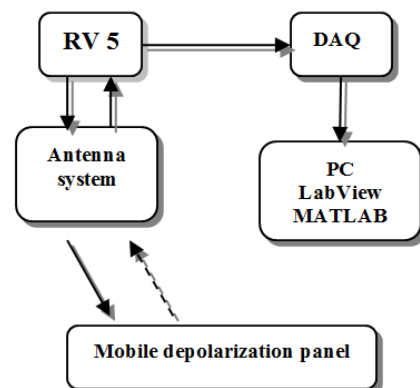 RV 5
DAQ
Antenna
system
PC
LabView
MATLAB
Mobile depolarization panel